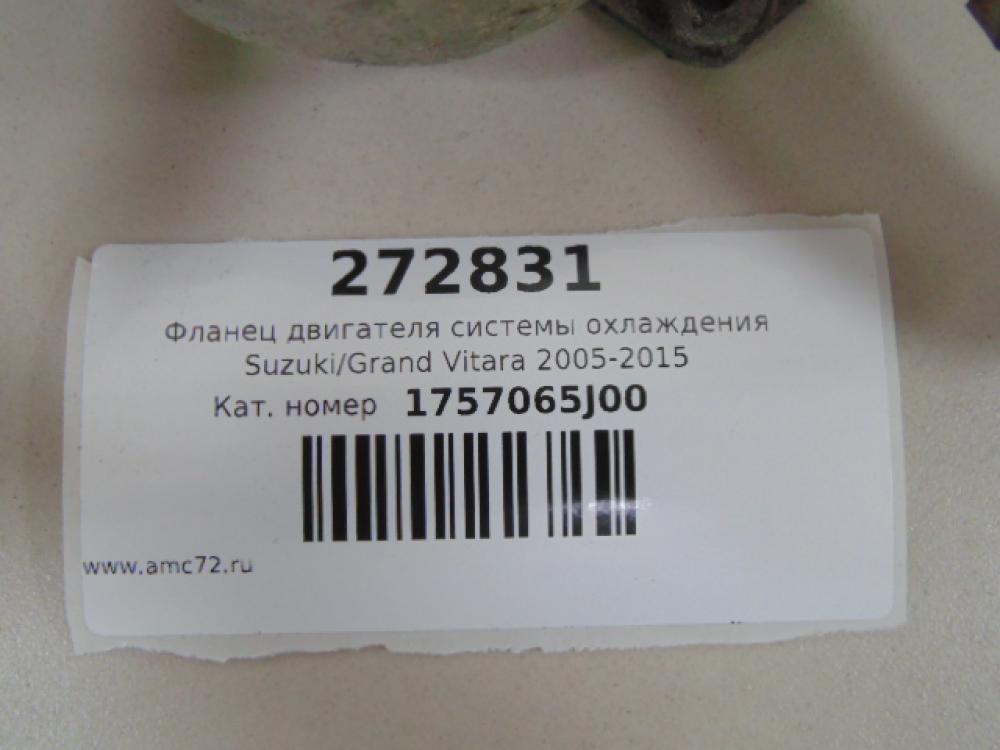 272831
Фланец двигателя системы охлаждения
Suzuki/Grand Vitara 2005-2015
Кат. номер 1757065J00
www.amc72.ru